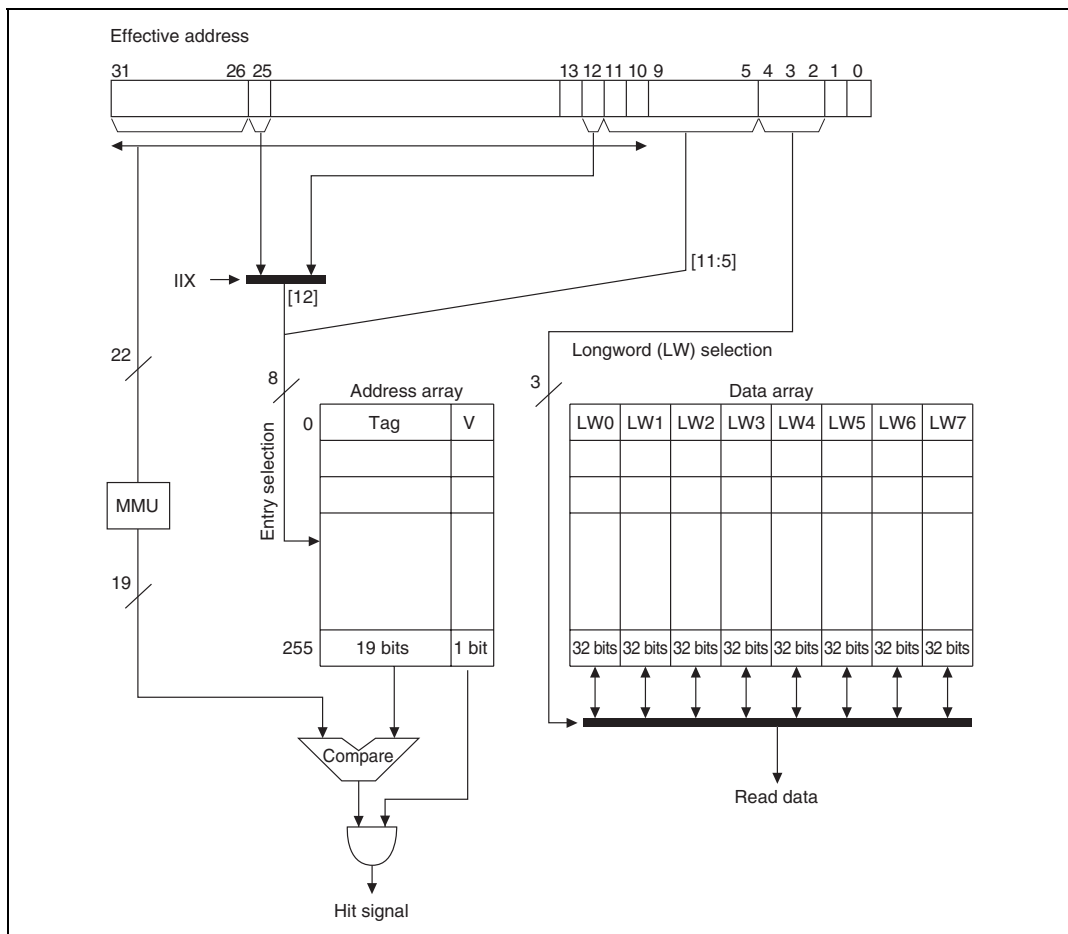 Effective address
31 26 25 13 12 11 10 9 5 4 3 2 1 0
[11:5]
IIX
[12]
22
Longword (LW) selection
8
3
Address array
Data array
0
Tag
V
LW0 LW1 LW2 LW3 LW4 LW5 LW6 LW7
Entry selection
MMU
19
255
19 bits
1 bit
32 bits 32 bits 32 bits 32 bits 32 bits 32 bits 32 bits 32 bits
Compare
Read data
Hit signal